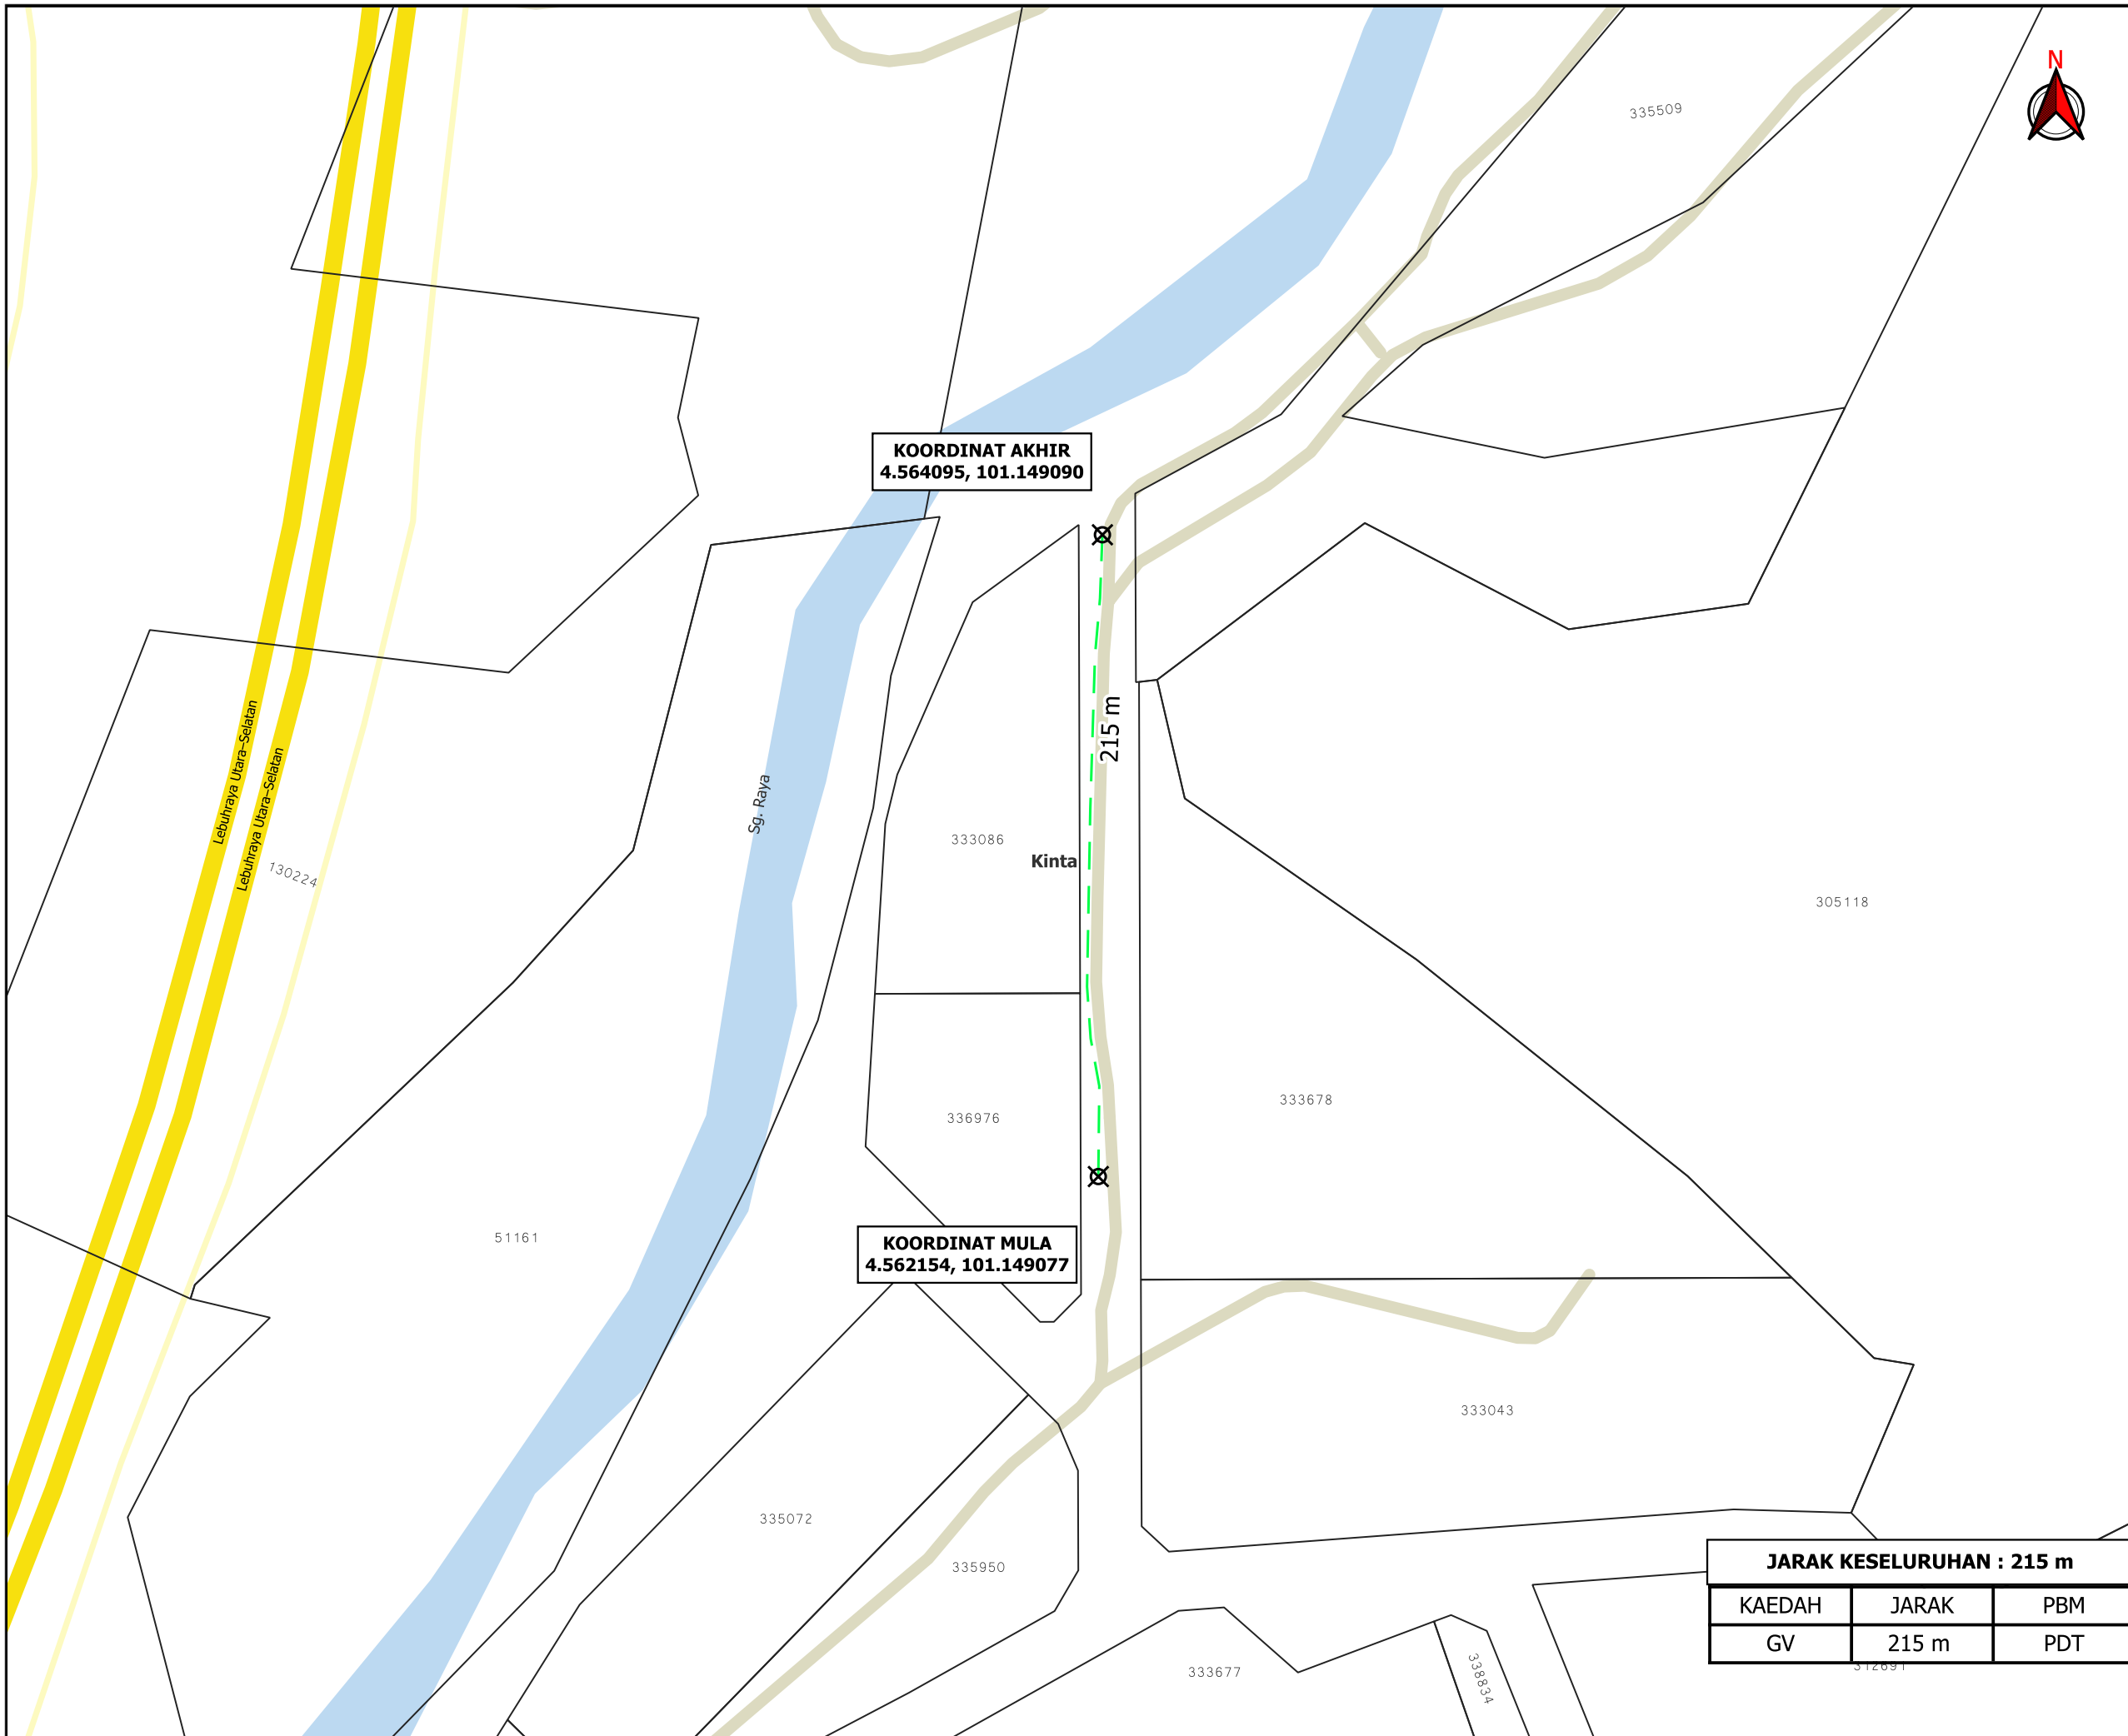 N
335509
KOORDINAT AKHIR
4.564095, 101.149090
215 m
Lebuhraya Utara–Selatan
Lebuhraya Utara–Selatan
Sg. Raya
333086
Kinta
130224
305118
333678
336976
51161
KOORDINAT MULA
4.562154, 101.149077
333043
335072
335950
JARAK KESELURUHAN : 215 m
KAEDAH JARAK PBM
GV 215 m PDT
312691
333677
338834